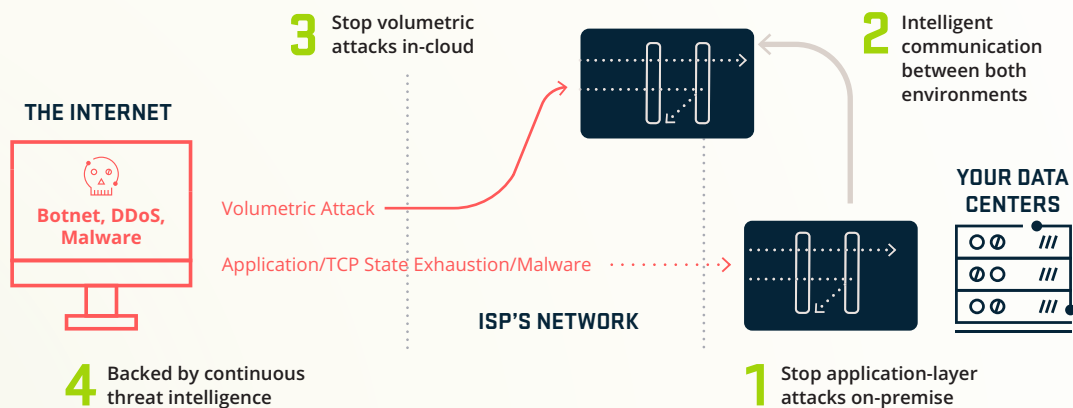 3 Stop volumetric
attacks in-cloud
2 Intelligent
communication
between both
environments
THE INTERNET
Botnet, DDoS,
Malware
Volumetric Attack
Application/TCP State Exhaustion/Malware
YOUR DATA
CENTERS
ISP'S NETWORK
4 Backed by continuous
threat intelligence
1 Stop application-layer
attacks on-premise